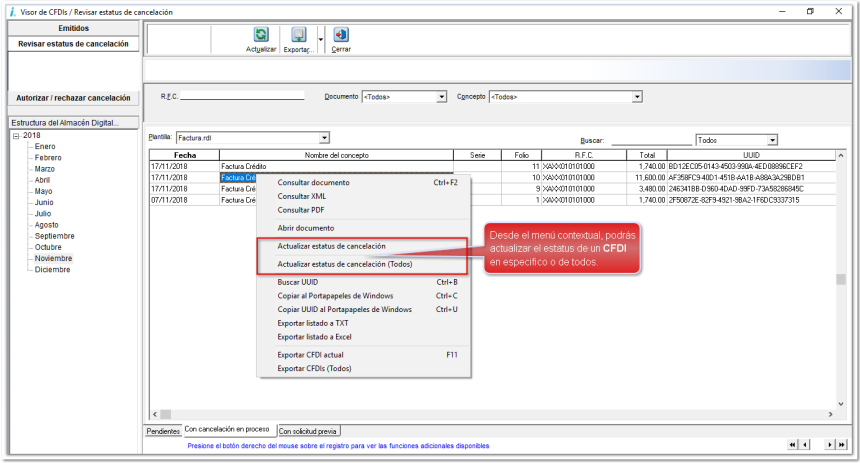 Visor de CFDIs / Revisar estatus de cancelación
Emitidos
Revisar estatus de cancelación
Actualizar
Exportar...
Cerrar
Autorizar / rechazar cancelación
R.F.C.
Documento <Todos>
Concepto <Todos>
Estructura del Almacén Digital...
2018
Enero
Febrero
Marzo
Abril
Mayo
Junio
Julio
Agosto
Septiembre
Octubre
Noviembre
Diciembre
Plantilla: Factura.rdl
Buscar:
Todos
Fecha Nombre del concepto Serie Folio R.F.C. Total UUID
17/11/2018 Factura Crédito 11 XAXX010101000 1,740.00 BD12EC05-0143-4503-990A-4ED08896CEF2
17/11/2018 Factura Cré 10 XAXX010101000 11,600.00 AF358FC9-40D1-451B-AA1B-A88A3A29BDB1
17/11/2018 Factura Cré 9 XAXX010101000 3,480.00 246341BB-D960-4DAD-99FD-73A58286845C
07/11/2018 Factura Cré 1 XAXX010101000 1,740.00 2F50872E-82F9-4921-9BA2-1F6DC9337315
Consultar documento Ctrl+F2
Consultar XML
Consultar PDF
Abrir documento
Actualizar estatus de cancelación
Actualizar estatus de cancelación (Todos)
Buscar UUID Ctrl+B
Copiar al Portapapeles de Windows Ctrl+C
Copiar UUID al Portapapeles de Windows Ctrl+U
Exportar listado a TXT
Exportar listado a Excel
Exportar CFDI actual F11
Exportar CFDIs (Todos)
Desde el menú contextual, podrás
actualizar el estatus de un CFDI
en especifico o de todos.
Pendientes Con cancelación en proceso Con solicitud previa
Presione el botón derecho del mouse sobre el registro para ver las funciones adicionales disponibles